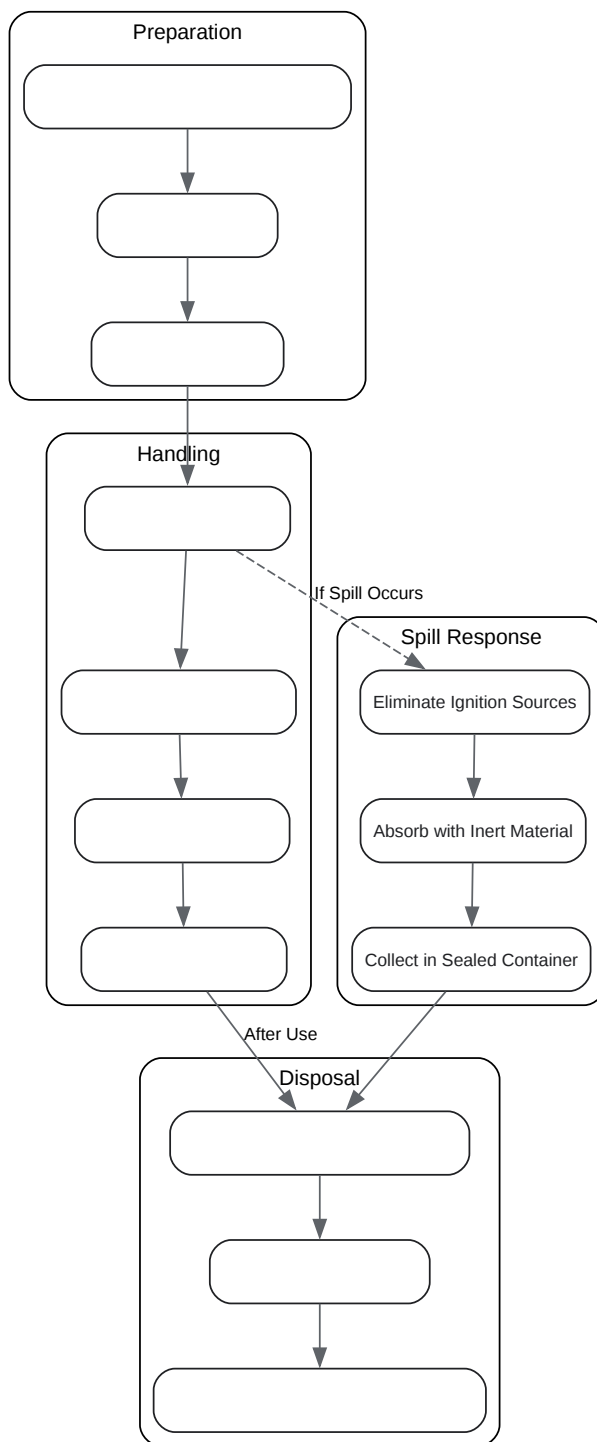 Preparation
Handling
If Spill Occurs
Spill Response
Eliminate Ignition Sources
Absorb with Inert Material
Collect in Sealed Container
After Use
Disposal